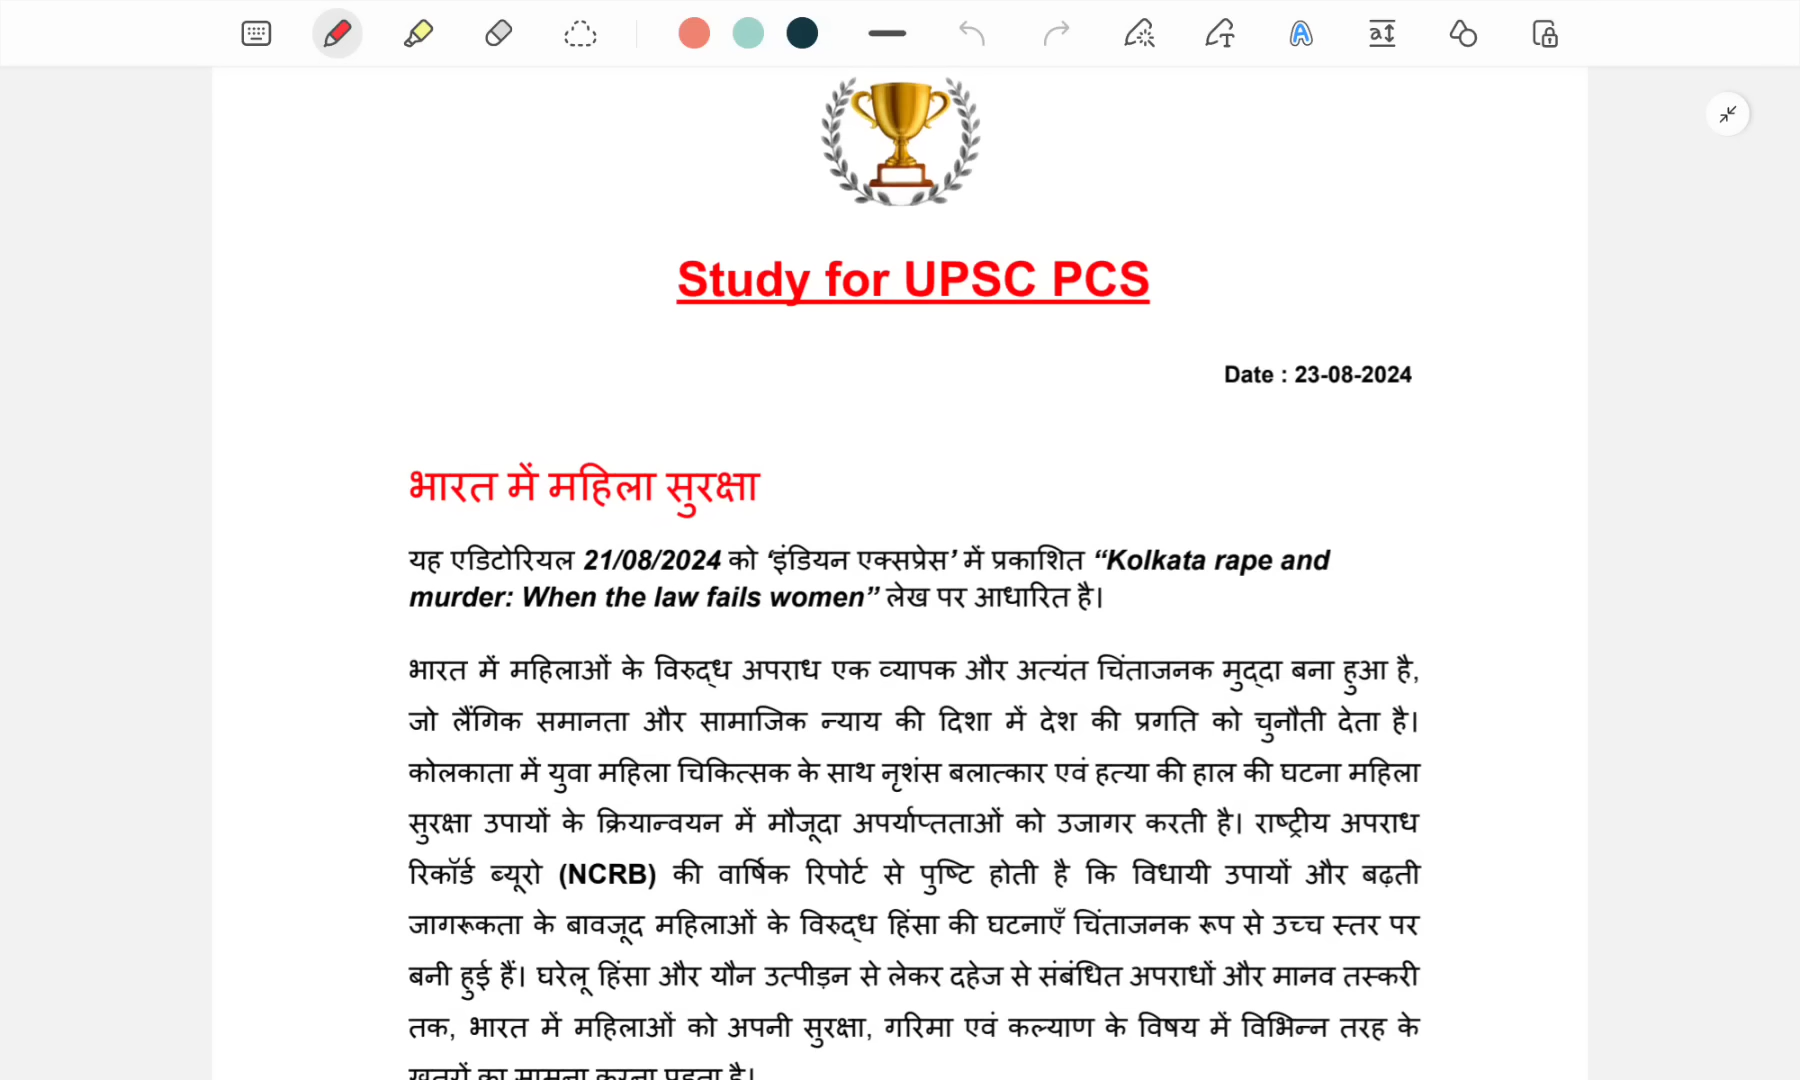 Study for UPSC PCS
Date : 23-08-2024
भारत में महिला सुरक्षा
यह एडिटोरियल 21/08/2024 को ‘इंडियन एक्सप्रेस’ में प्रकाशित “Kolkata rape and
murder: When the law fails women” लेख पर आधारित है।
भारत में महिलाओं के विरुद्ध अपराध एक व्यापक और अत्यंत चिंताजनक मुद्दा बना हुआ है,
जो लैंगिक समानता और सामाजिक न्याय की दिशा में देश की प्रगति को चुनौती देता है।
कोलकाता में युवा महिला चिकित्सक के साथ नृशंस बलात्कार एवं हत्या की हाल की घटना महिला
सुरक्षा उपायों के क्रियान्वयन में मौजूदा अपर्याप्तताओं को उजागर करती है। राष्ट्रीय अपराध
रिकॉर्ड ब्यूरो (NCRB) की वार्षिक रिपोर्ट से पुष्टि होती है कि विधायी उपायों और बढ़ती
जागरूकता के बावजूद महिलाओं के विरुद्ध हिंसा की घटनाएँ चिंताजनक रूप से उच्च स्तर पर
बनी हुई हैं। घरेलू हिंसा और यौन उत्पीड़न से लेकर दहेज से संबंधित अपराधों और मानव तस्करी
तक, भारत में महिलाओं को अपनी सुरक्षा, गरिमा एवं कल्याण के विषय में विभिन्न तरह के
खतरों का सामना करना पड़ता है।